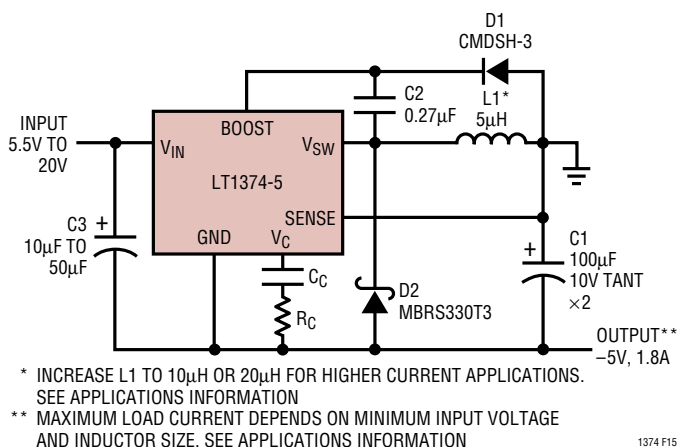 D1
CMDSH-3
C2
0.27µF
L1*
5µH
INPUT
5.5V TO
20V
BOOST
VIN
VSW
LT1374-5
SENSE
GND
VC
C3
10µF TO
50µF
+
CC
RC
D2
MBRS330T3
+
C1
100µF
10V TANT
×2
OUTPUT**
–5V, 1.8A
* INCREASE L1 TO 10µH OR 20µH FOR HIGHER CURRENT APPLICATIONS.
SEE APPLICATIONS INFORMATION
** MAXIMUM LOAD CURRENT DEPENDS ON MINIMUM INPUT VOLTAGE
AND INDUCTOR SIZE. SEE APPLICATIONS INFORMATION
1374 F15